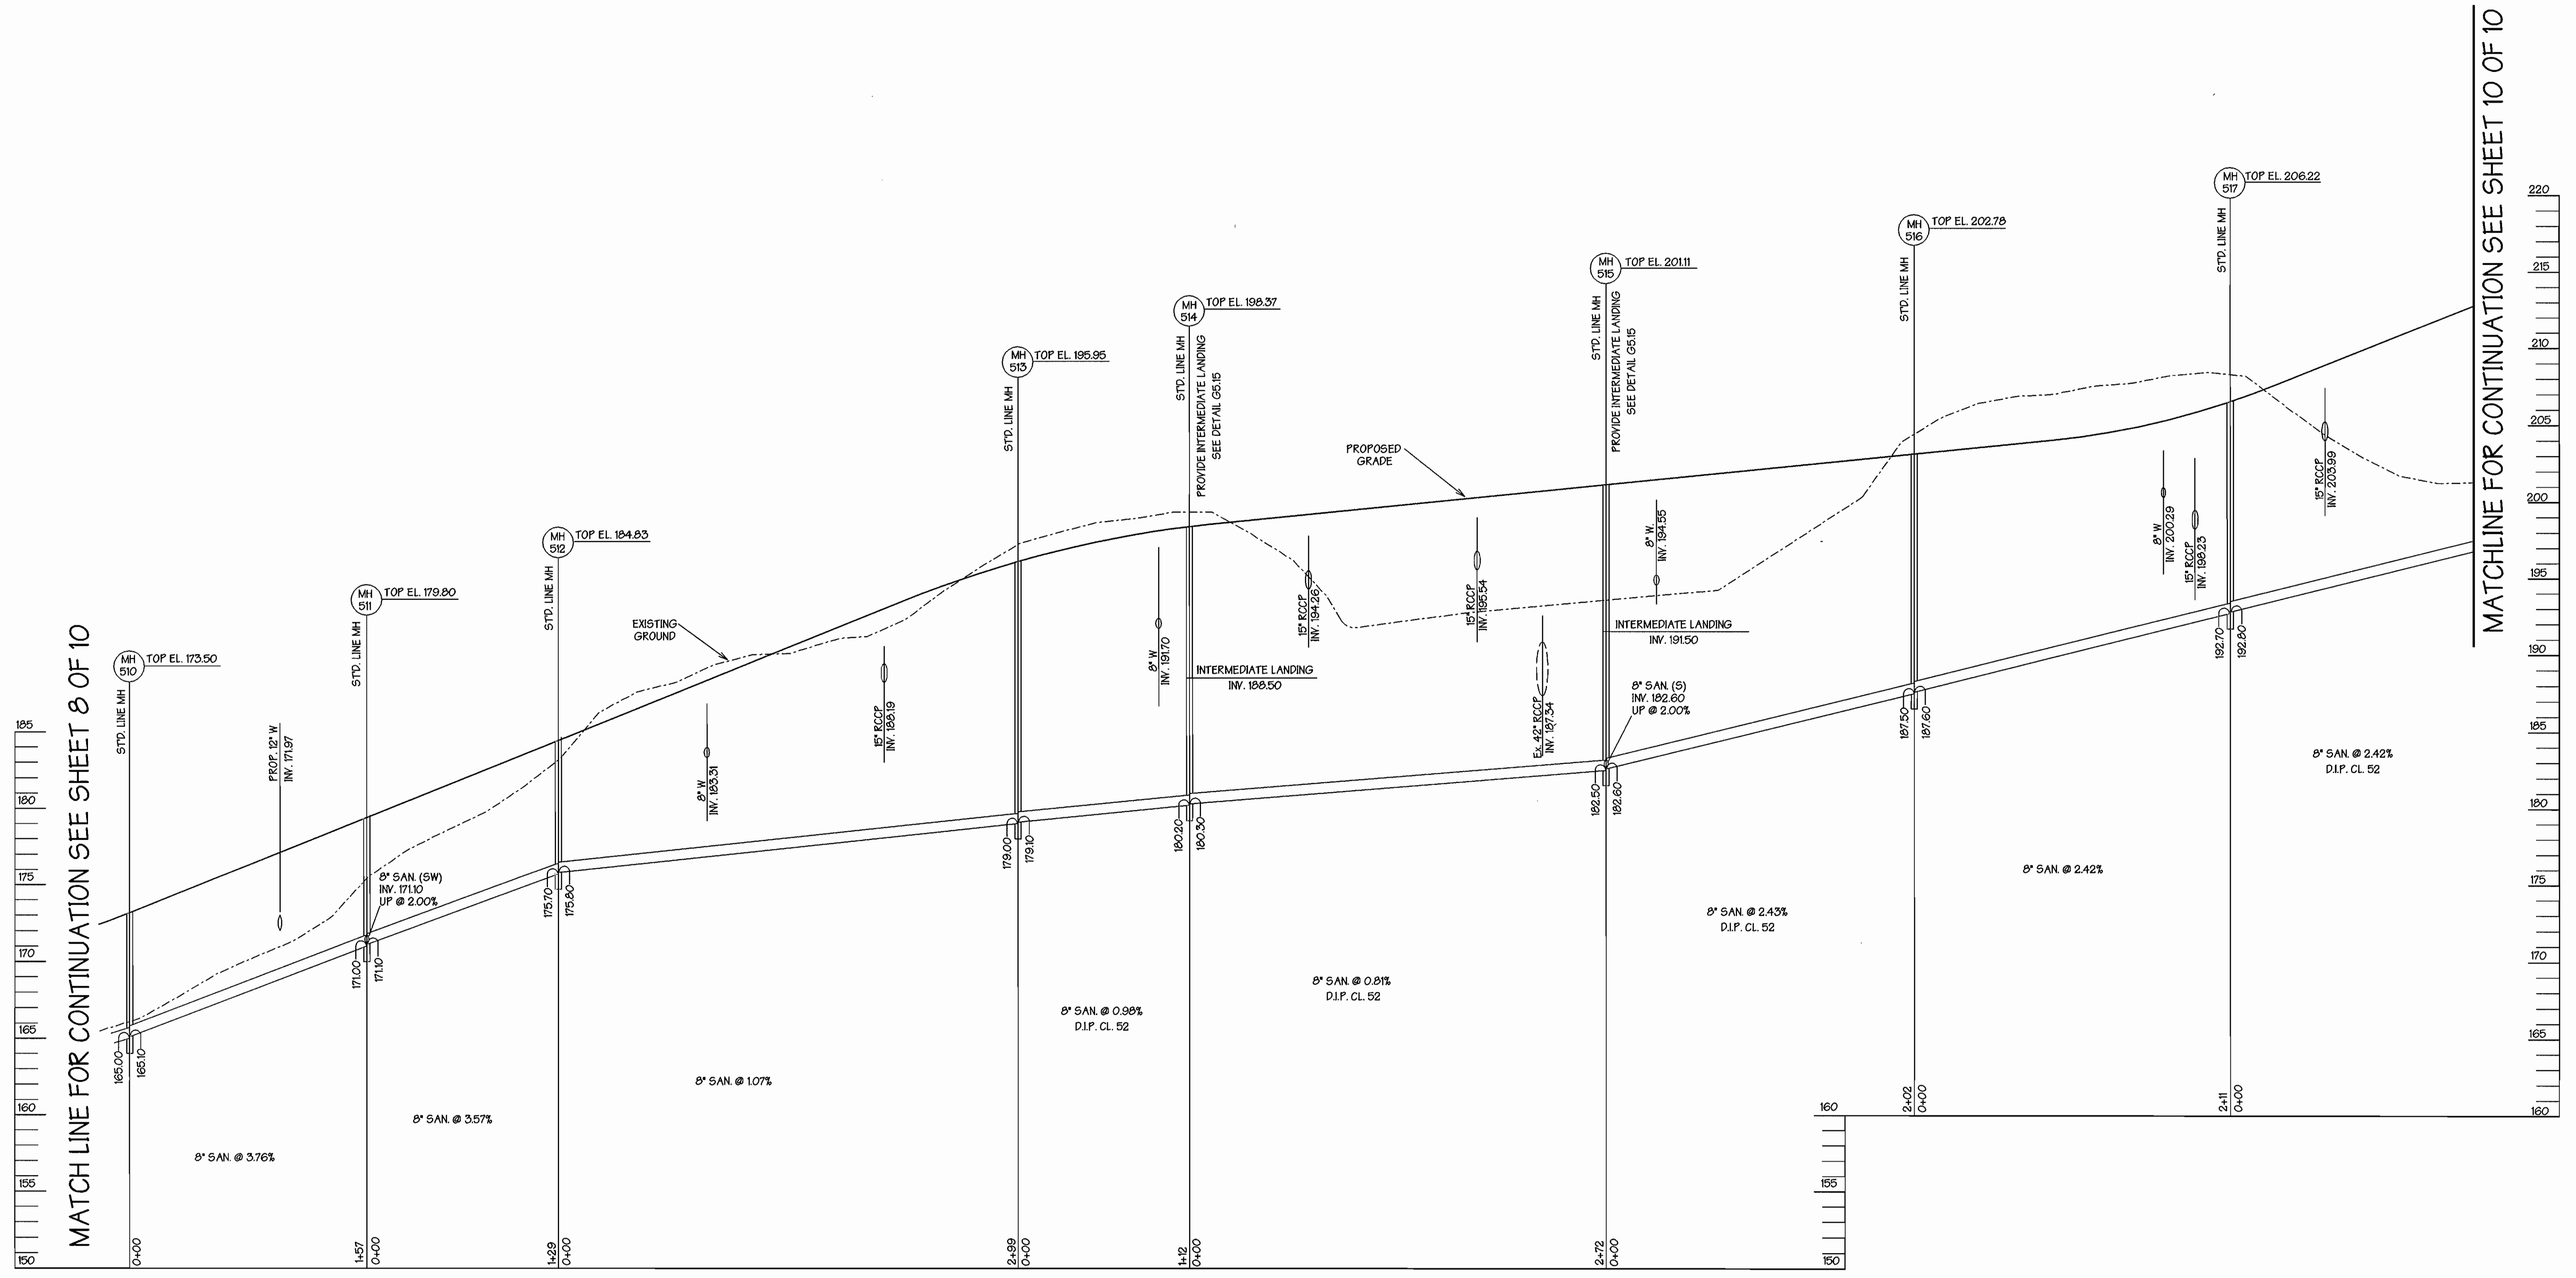 MATCH LINE FOR CONTINUATION SEE SHEET 8 OF 10
185
180
175
170
165
160
155
150
MH
510
TOP EL. 173.50
STD. LINE MH
165.00
165.10
0+00
PROP. 12" W
INV. 171.97
8" SAN. @ 3.76%
MH
511
TOP EL. 179.80
STD. LINE MH
8" SAN. (SW)
INV. 171.10
UP @ 2.00%
171.00
171.10
1+57
0+00
8" SAN. @ 3.57%
MH
512
TOP EL. 184.83
STD. LINE MH
175.70
175.80
1+29
0+00
EXISTING
GROUND
8" W
INV. 183.31
15" RCCP
INV. 188.19
8" SAN. @ 1.07%
MH
513
TOP EL. 195.95
STD. LINE MH
179.00
179.10
2+99
0+00
8" W
INV. 191.70
8" SAN. @ 0.98%
D.I.P. CL. 52
MH
514
TOP EL. 198.37
STD. LINE MH
PROVIDE INTERMEDIATE LANDING
SEE DETAIL G5.15
INTERMEDIATE LANDING
INV. 188.50
180.20
180.30
1+12
0+00
15" RCCP
INV. 194.26
PROPOSED
GRADE
15" RCCP
INV. 195.54
Ex. 42" RCCP
INV. 187.34
8" SAN. @ 0.81%
D.I.P. CL. 52
MH
515
TOP EL. 201.11
STD. LINE MH
PROVIDE INTERMEDIATE LANDING
SEE DETAIL G5.15
8" W.
INV. 194.55
INTERMEDIATE LANDING
INV. 191.50
8" SAN. (S)
INV. 182.60
UP @ 2.00%
182.50
182.60
2+72
0+00
8" SAN. @ 2.43%
D.I.P. CL. 52
MH
516
TOP EL. 202.78
STD. LINE MH
187.50
187.60
2+02
0+00
160
155
150
8" SAN. @ 2.42%
8" W
INV. 200.29
15" RCCP
INV. 198.23
MH
517
TOP EL. 206.22
STD. LINE MH
192.70
192.80
2+11
0+00
15" RCCP
INV. 203.99
8" SAN. @ 2.42%
D.I.P. CL. 52
MATCHLINE FOR CONTINUATION SEE SHEET 10 OF 10
220
215
210
205
200
195
190
185
180
175
170
165
160